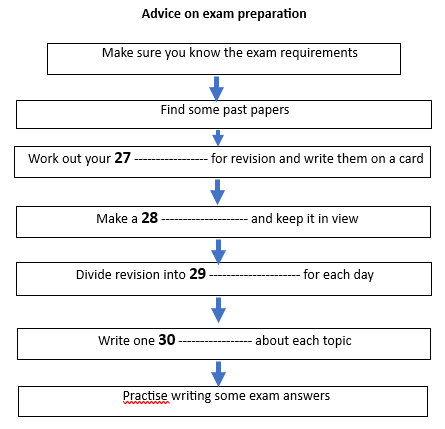 Advice on exam preparation
Make sure you know the exam requirements
Find some past papers
Work out your 27 ----------------- for revision and write them on a card
Make a 28 -------------------- and keep it in view
Divide revision into 29 --------------------- for each day
Write one 30 ----------------- about each topic
Practise writing some exam answers